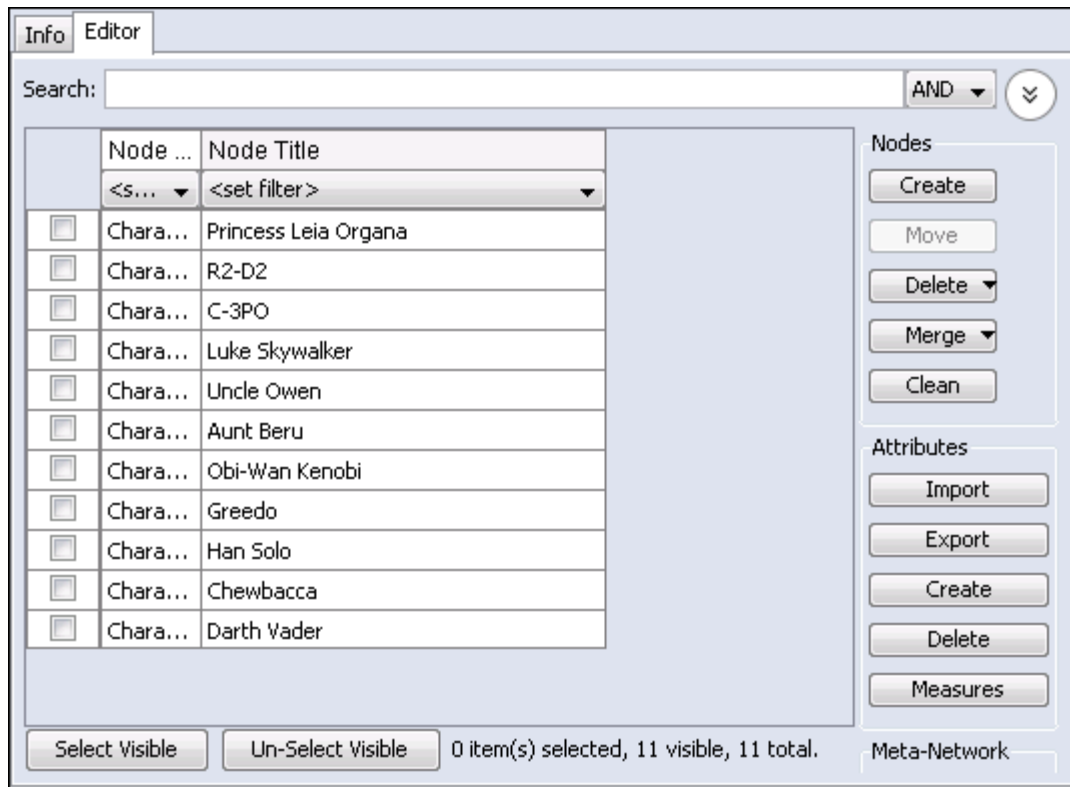 Info Editor
Search: AND
Node ... Node Title
<s... <set filter>
Chara... Princess Leia Organa
Chara... R2-D2
Chara... C-3PO
Chara... Luke Skywalker
Chara... Uncle Owen
Chara... Aunt Beru
Chara... Obi-Wan Kenobi
Chara... Greedo
Chara... Han Solo
Chara... Chewbacca
Chara... Darth Vader
Select Visible Un-Select Visible 0 item(s) selected, 11 visible, 11 total.
Nodes
Create
Move
Delete
Merge
Clean
Attributes
Import
Export
Create
Delete
Measures
Meta-Network